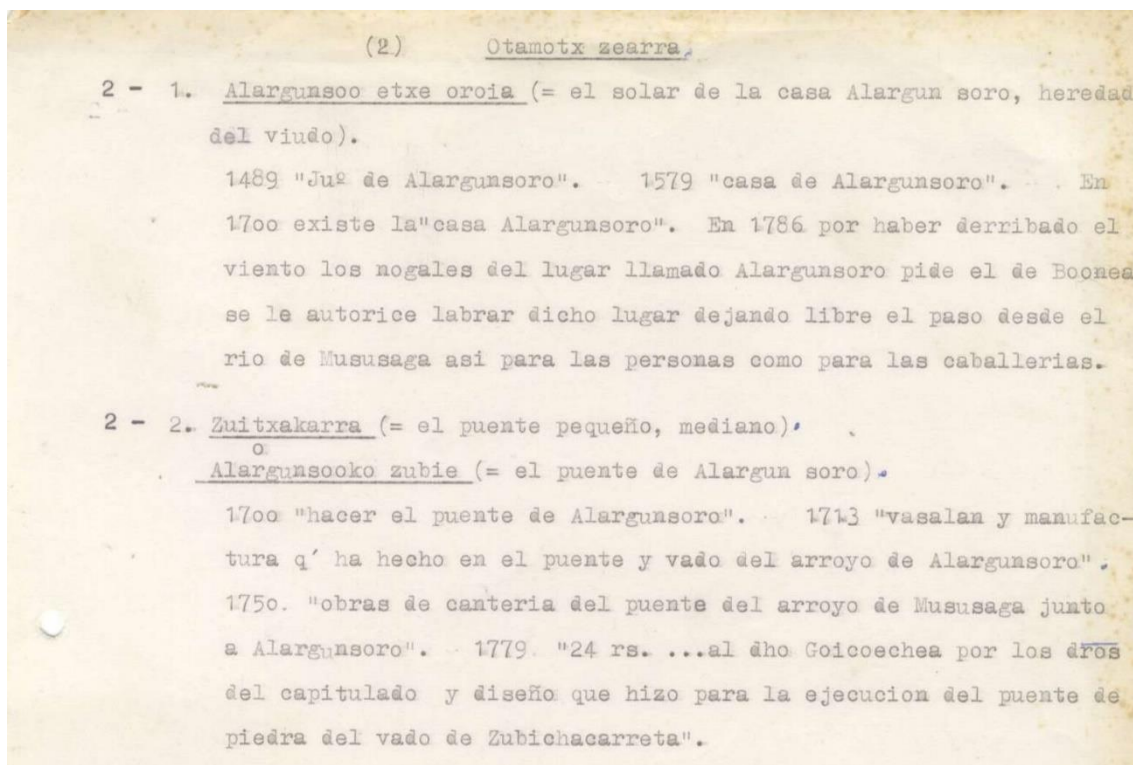 (2) Otamotx zearra.
2 - 1. Alargunsoo etxe oroia (= el solar de la casa Alargun soro, heredad
del viudo).
1489 "Juº de Alargunsoro". 1579 "casa de Alargunsoro". En
17oo existe la"casa Alargunsoro". En 1786 por haber derribado el
viento los nogales del lugar llamado Alargunsoro pide el de Boonea
se le autorice labrar dicho lugar dejando libre el paso desde el
rio de Mususaga asi para las personas como para las caballerias.
2 - 2. Zuitxakarra (= el puente pequeño, mediano).
o
Alargunsooko zubie (= el puente de Alargun soro).
17oo "hacer el puente de Alargunsoro". 1713 "vasalan y manufac-
tura q' ha hecho en el puente y vado del arroyo de Alargunsoro".
175o. "obras de canteria del puente del arroyo de Mususaga junto
a Alargunsoro". 1779 "24 rs. ...al dho Goicoechea por los dros
del capitulado y diseño que hizo para la ejecucion del puente de
piedra del vado de Zubichacarreta".